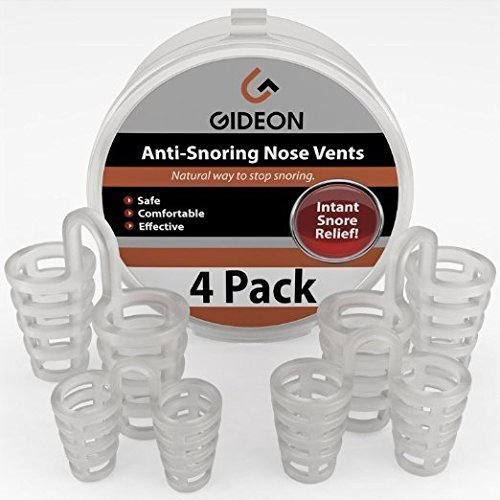 GIDEON
Anti-Snoring Nose Vents
Natural way to stop snoring.
Safe
Comfortable
Effective
Intant
Snore
Relief!
4 Pack